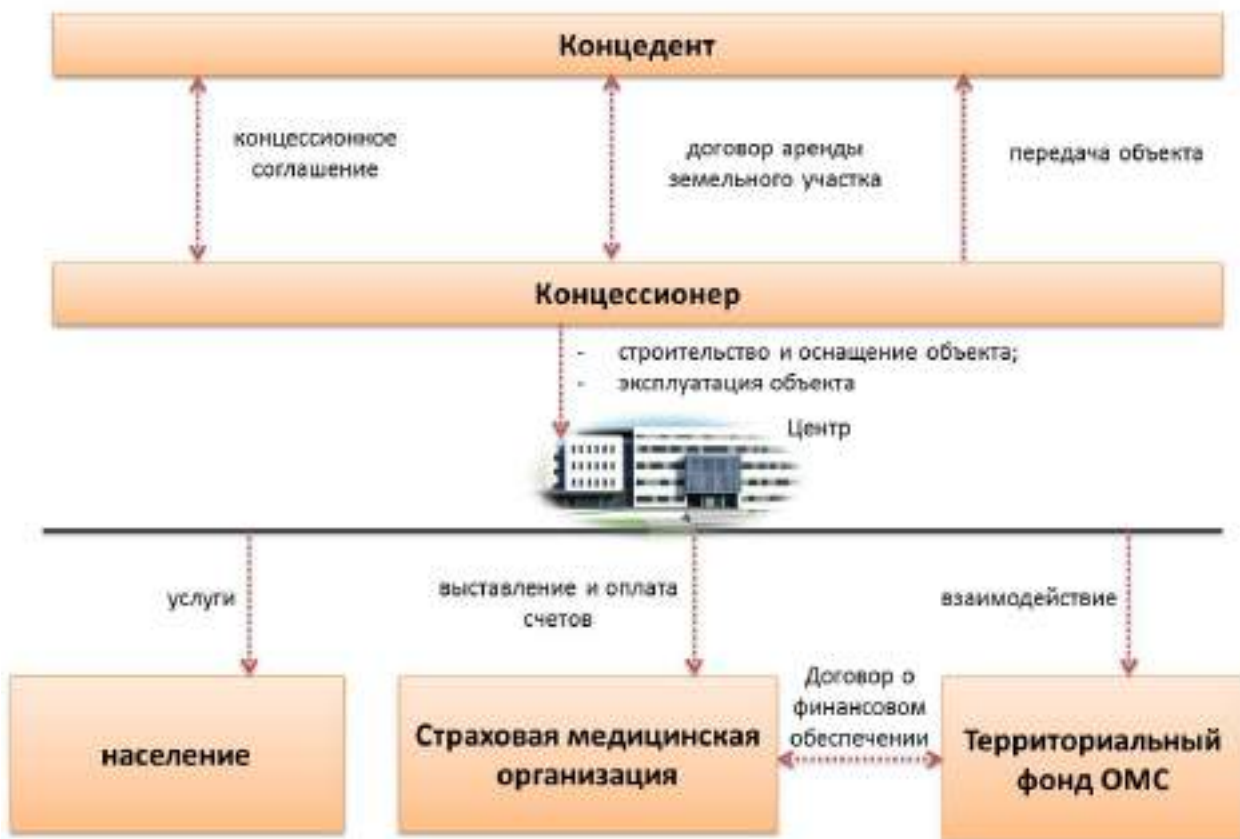 Концедент
концессионное
соглашение
договор аренды
земельного участка
передача объекта
Концессионер
- строительство и оснащение объекта;
- эксплуатация объекта
Центр
услуги
выставление и оплата
счетов
взаимодействие
Договор о
финансовом
обеспечении
население
Страховая медицинская
организация
Территориальный
фонд ОМС